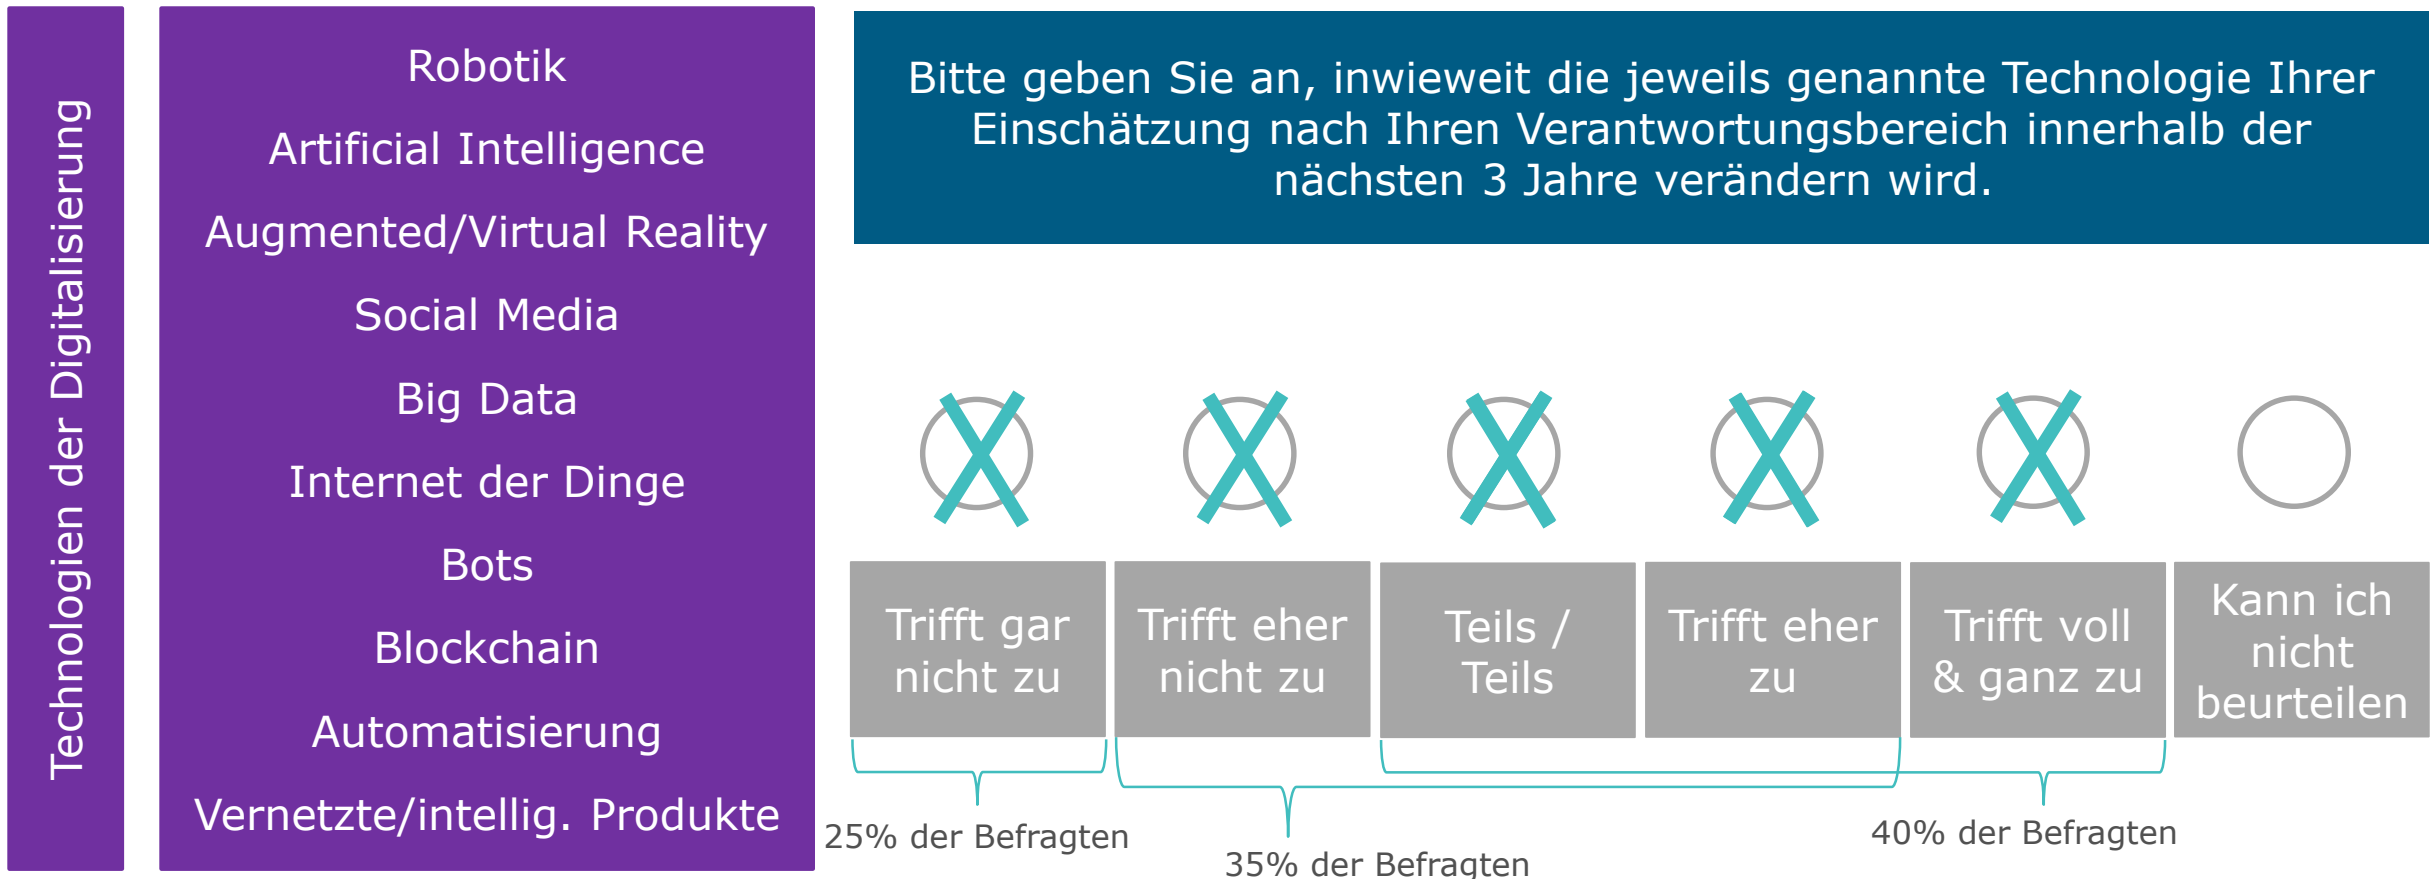 Technologien der Digitalisierung
Robotik
Artificial Intelligence
Augmented/Virtual Reality
Social Media
Big Data
Internet der Dinge
Bots
Blockchain
Automatisierung
Vernetzte/intellig. Produkte
Bitte geben Sie an, inwieweit die jeweils genannte Technologie Ihrer
Einschätzung nach Ihren Verantwortungsbereich innerhalb der
nächsten 3 Jahre verändern wird.
Trifft gar
nicht zu
Trifft eher
nicht zu
Teils /
Teils
Trifft eher
zu
Trifft voll
& ganz zu
Kann ich
nicht
beurteilen
25% der Befragten
35% der Befragten
40% der Befragten